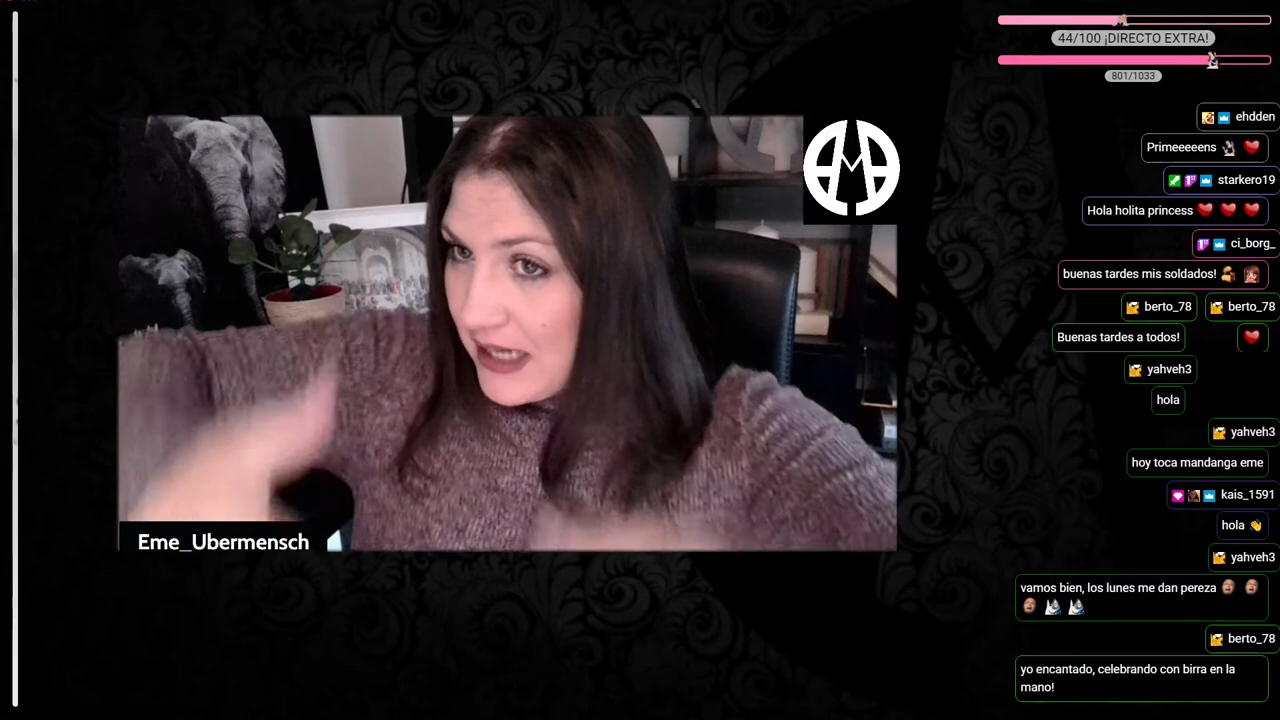 44/100 ¡DIRECTO EXTRA!
801/1033
ehdden
Primeeeeens
starkero19
Hola holita princess
ci_borg_
buenas tardes mis soldados!
berto_78
berto_78
Buenas tardes a todos!
yahveh3
hola
yahveh3
hoy toca mandanga eme
kais_1591
hola
yahveh3
vamos bien, los lunes me dan pereza
berto_78
yo encantado, celebrando con birra en la
mano!
Eme_Ubermensch